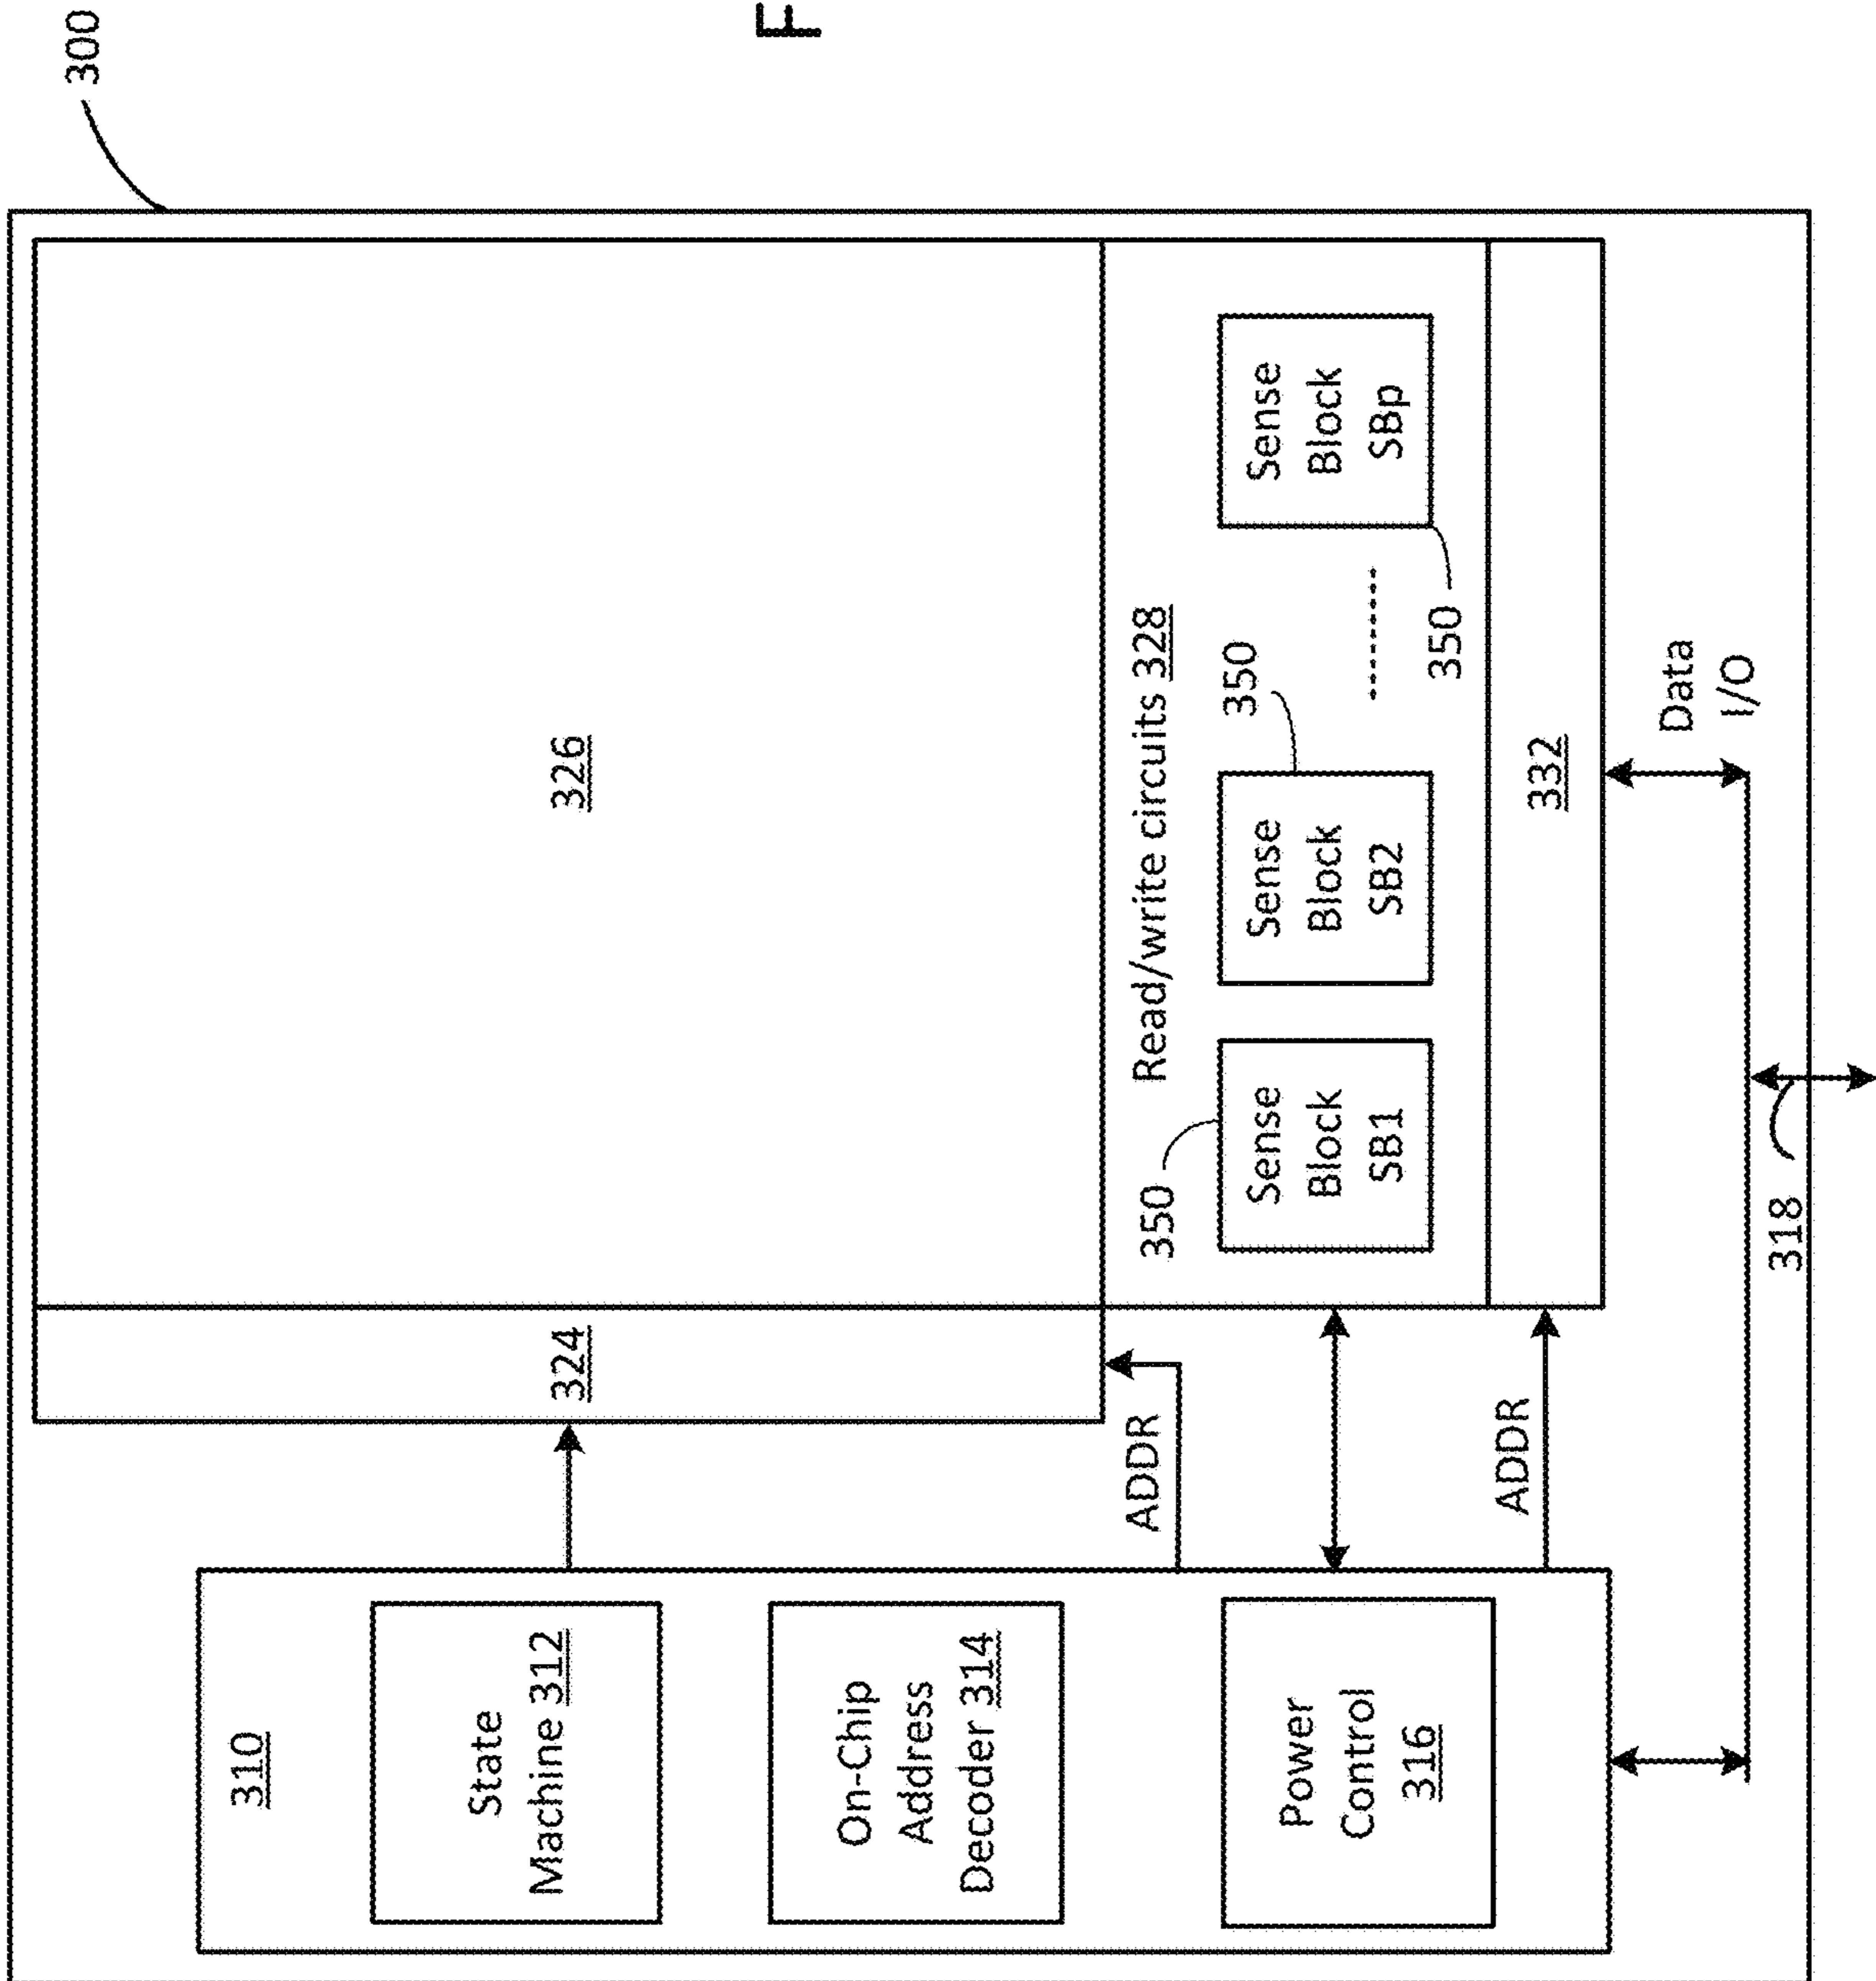 300
310
State
Machine 312
On-Chip
Address
Decoder 314
Power
Control
316
324
326
ADDR
ADDR
Read/write circuits 328
350
350
350
Sense
Block
SB1
Sense
Block
SB2
Sense
Block
SBp
332
Data
I/O
318
F